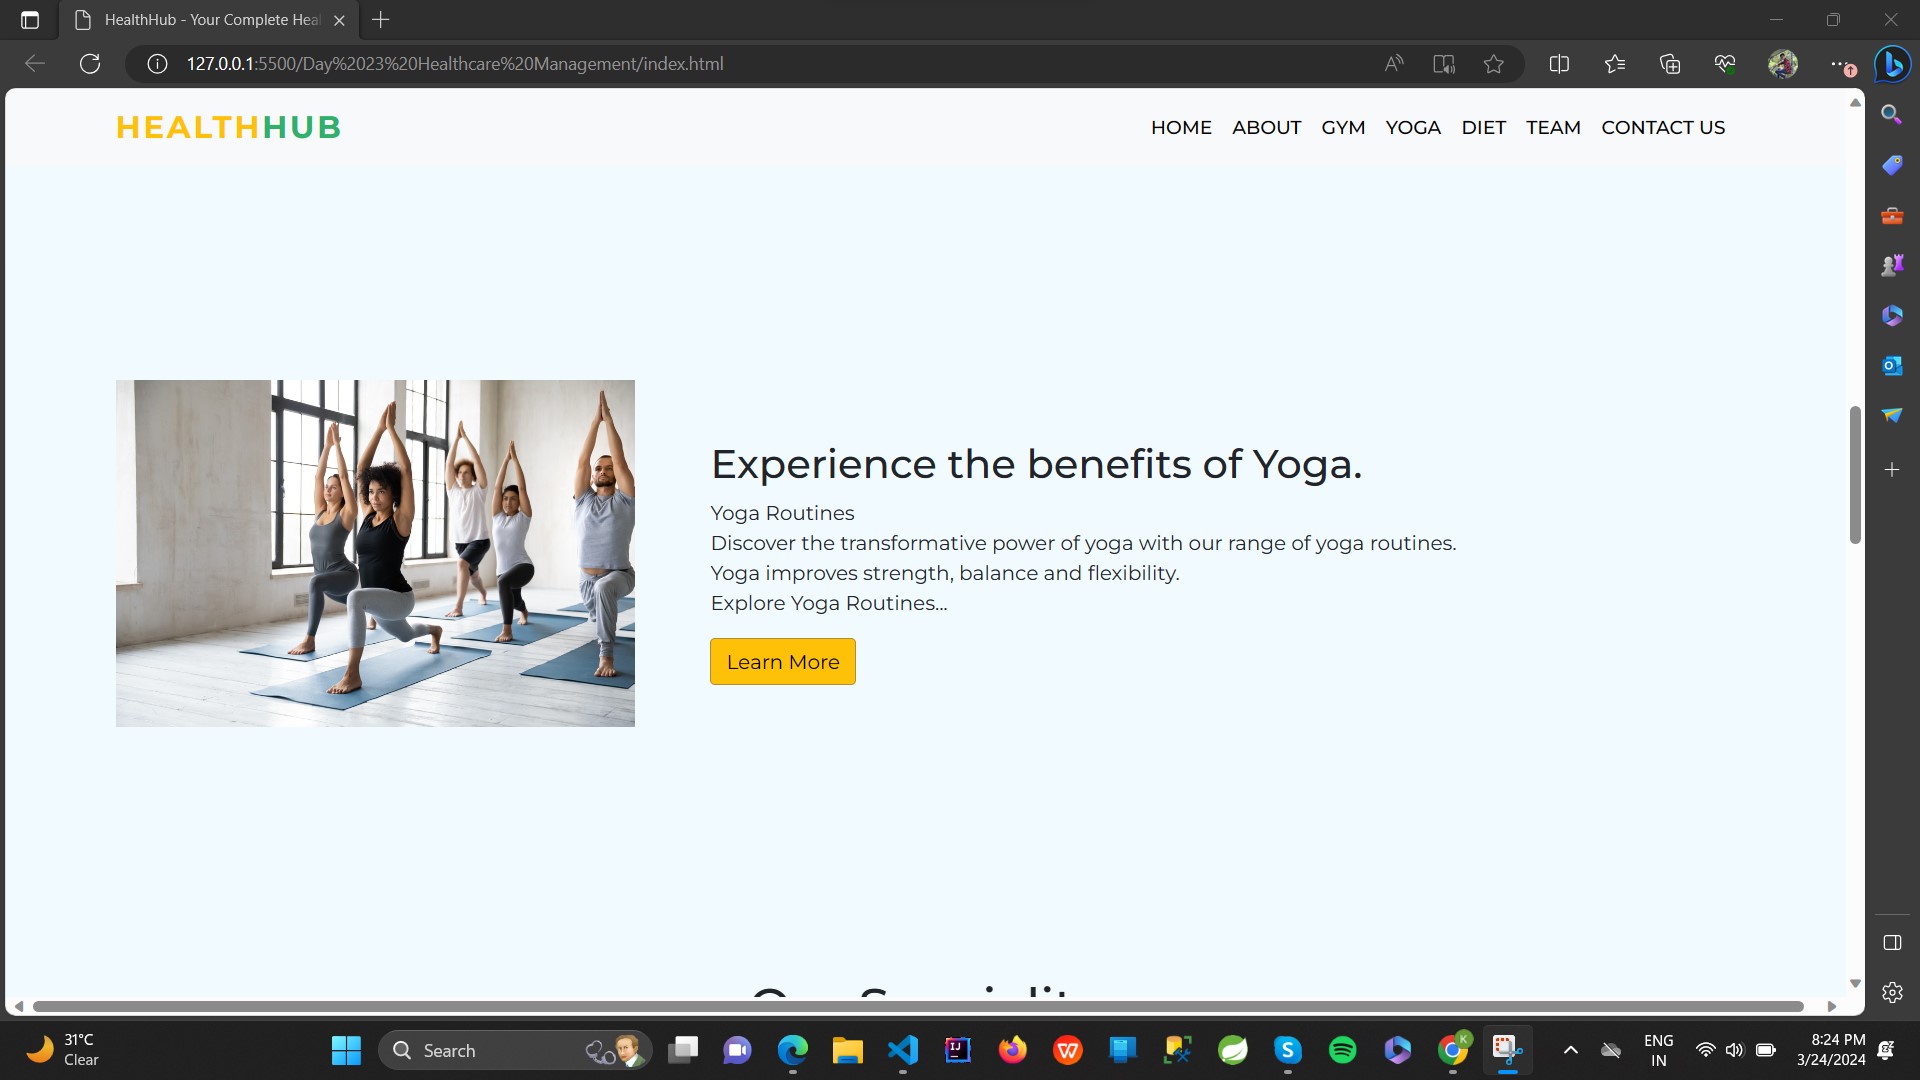 HealthHub - Your Complete Heal
127.0.0.1:5500/Day%2023%20Healthcare%20Management/index.html
HEALTHHUB
HOME ABOUT GYM YOGA DIET TEAM CONTACT US
Experience the benefits of Yoga.
Yoga Routines
Discover the transformative power of yoga with our range of yoga routines.
Yoga improves strength, balance and flexibility.
Explore Yoga Routines...
Learn More
31°C
Clear
Search
K
ENG
IN
8:24 PM
3/24/2024